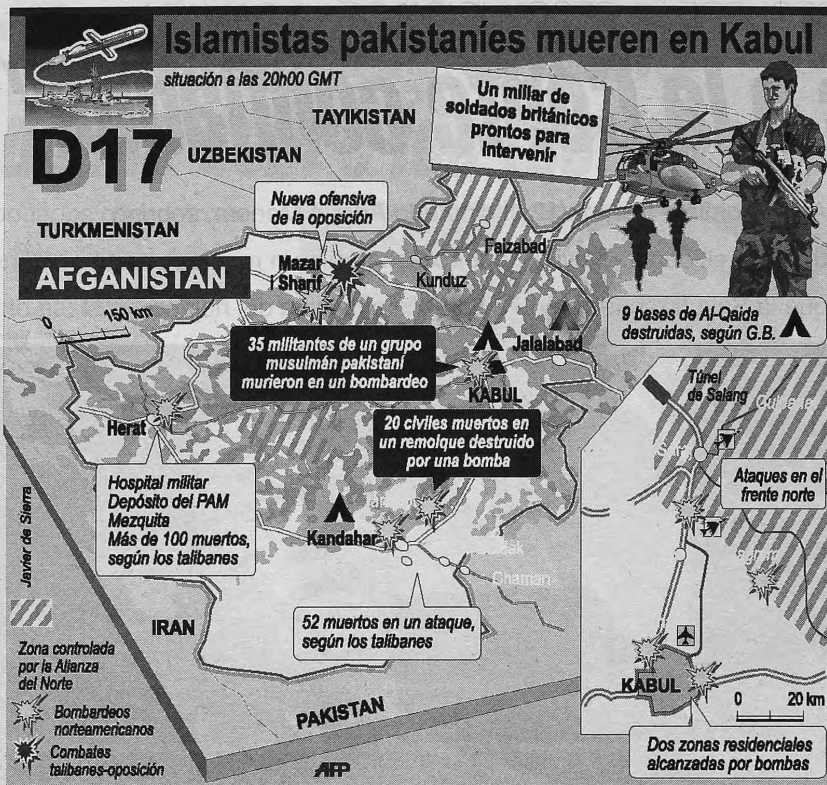 Islamistas pakistaníes mueren en Kabul
situación a las 20h00 GMT
D17
TAYIKISTAN
UZBEKISTAN
TURKMENISTAN
Un millar de
soldados británicos
prontos para
intervenir
Nueva ofensiva
de la oposición
AFGANISTAN
Mazar
i Sharif
Faizabad
Kunduz
0 150 km
9 bases de Al-Qaida
destruidas, según G.B.
35 militantes de un grupo
musulmán pakistaní
murieron en un bombardeo
Jalalabad
KABUL
Herat
20 civiles muertos en
un remolque destruido
por una bomba
Hospital militar
Depósito del PAM
Mezquita
Más de 100 muertos,
según los talibanes
Kandahar
Chaman
52 muertos en un ataque,
según los talibanes
IRAN
PAKISTAN
Javier de Sierra
Zona controlada
por la Alianza
del Norte
Bombardeos
norteamericanos
Combates
talibanes-oposición
AFP
Túnel
de Salang
Ataques en el
frente norte
KABUL
0 20 km
Dos zonas residenciales
alcanzadas por bombas